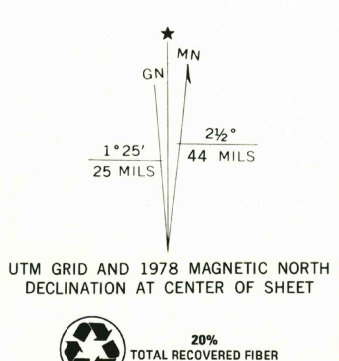 ★
MN
GN
1°25'
25 MILS
2½°
44 MILS
UTM GRID AND 1978 MAGNETIC NORTH
DECLINATION AT CENTER OF SHEET
20%
TOTAL RECOVERED FIBER